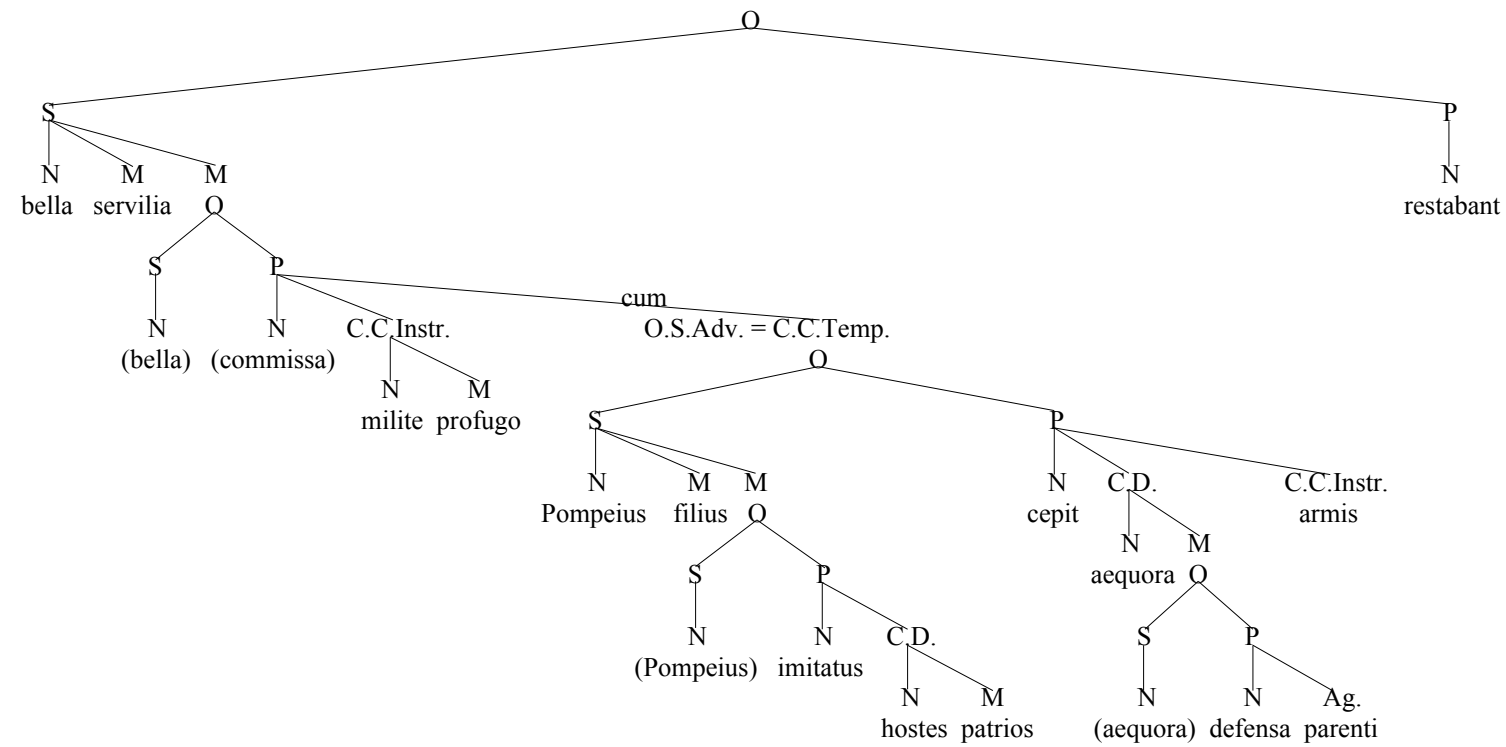 O
S P
N M M N
bella servilia O restabant
S P
cum
N N C.C.Instr. O.S.Adv. = C.C.Temp.
(bella) (commissa) O
N M
milite profugo S P
N M M N C.D. C.C.Instr.
Pompeius filius O cepit armis
N M
S P aequora O
N N C.D. S P
(Pompeius) imitatus
N M N N Ag.
hostes patrios (aequora) defensa parenti